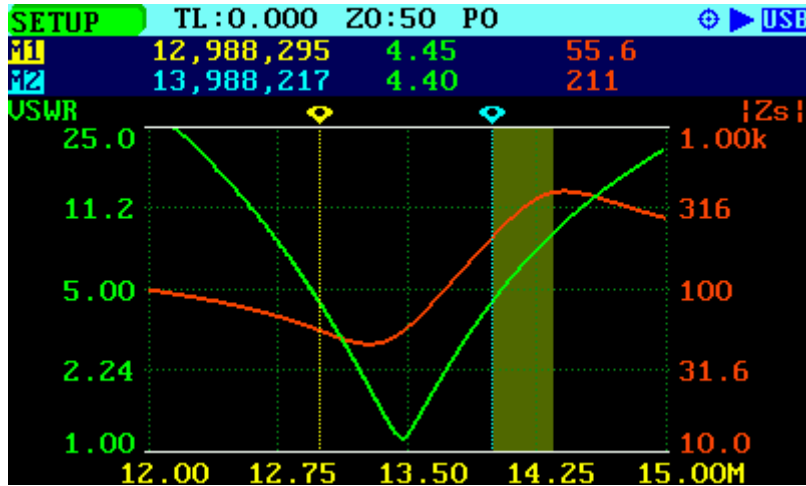 SETUP TL:0.000 Z0:50 P0 USB
M1 12,988,295 4.45 55.6
M2 13,988,217 4.40 211
VSWR |Zs|
25.0 1.00k
11.2 316
5.00 100
2.24 31.6
1.00 10.0
12.00 12.75 13.50 14.25 15.00M